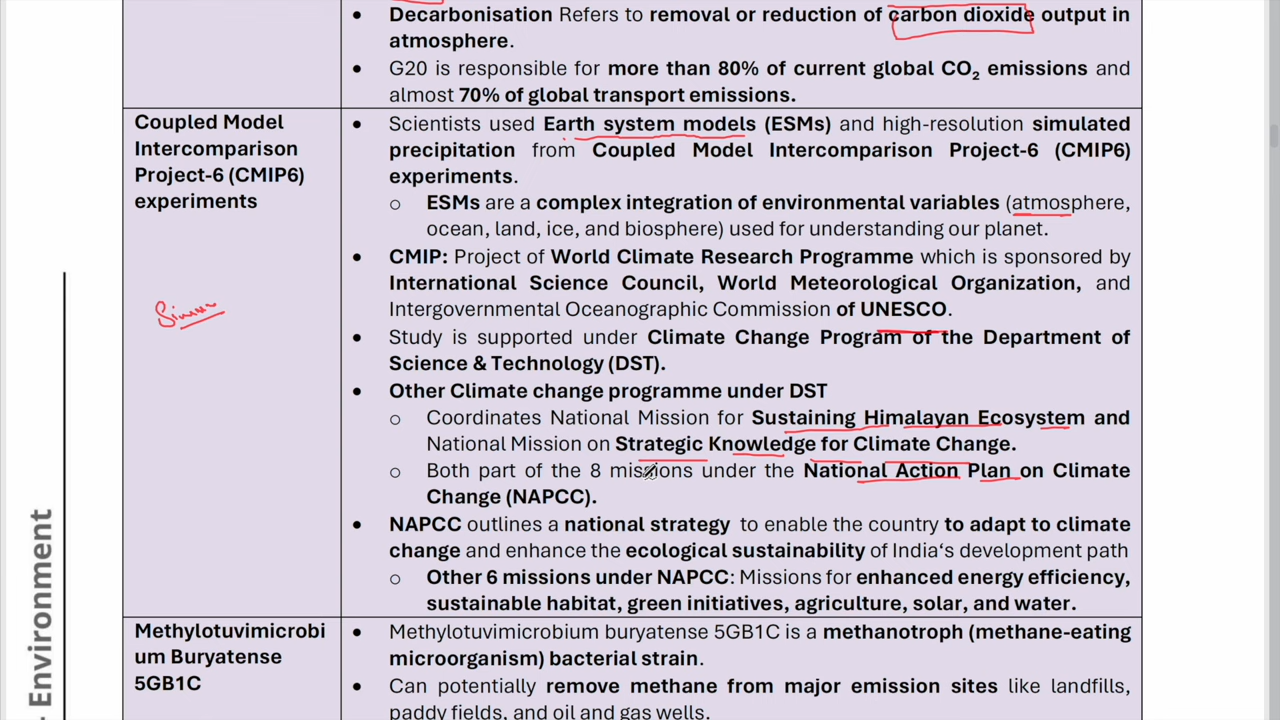 Decarbonisation Refers to removal or reduction of carbon dioxide output in
atmosphere.
G20 is responsible for more than 80% of current global CO₂ emissions and
almost 70% of global transport emissions.
Coupled Model
Intercomparison
Project-6 (CMIP6)
experiments
Scientists used Earth system models (ESMs) and high-resolution simulated
precipitation from Coupled Model Intercomparison Project-6 (CMIP6)
experiments.
ESMs are a complex integration of environmental variables (atmosphere,
ocean, land, ice, and biosphere) used for understanding our planet.
CMIP: Project of World Climate Research Programme which is sponsored by
International Science Council, World Meteorological Organization, and
Intergovernmental Oceanographic Commission of UNESCO.
Study is supported under Climate Change Program of the Department of
Science & Technology (DST).
Other Climate change programme under DST
Coordinates National Mission for Sustaining Himalayan Ecosystem and
National Mission on Strategic Knowledge for Climate Change.
Both part of the 8 missions under the National Action Plan on Climate
Change (NAPCC).
NAPCC outlines a national strategy to enable the country to adapt to climate
change and enhance the ecological sustainability of India‘s development path
Other 6 missions under NAPCC: Missions for enhanced energy efficiency,
sustainable habitat, green initiatives, agriculture, solar, and water.
Methylotuvimicrobi
um Buryatense
5GB1C
Methylotuvimicrobium buryatense 5GB1C is a methanotroph (methane-eating
microorganism) bacterial strain.
Can potentially remove methane from major emission sites like landfills,
paddy fields, and oil and gas wells.
- Environment